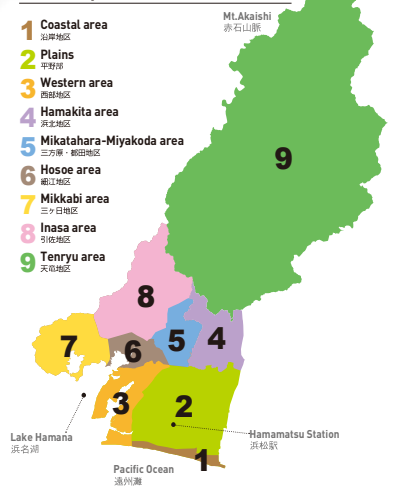 Mt.Akaishi
赤石山脈
1 Coastal area
沿岸地区
2 Plains
平野部
3 Western area
西部地区
4 Hamakita area
浜北地区
5 Mikatahara-Miyakoda area
三方原・都田地区
6 Hosoe area
細江地区
7 Mikkabi area
三ヶ日地区
8 Inasa area
引佐地区
9 Tenryu area
天竜地区
9
8
7
6
5
4
3
2
1
Lake Hamana
浜名湖
Hamamatsu Station
浜松駅
Pacific Ocean
遠州灘